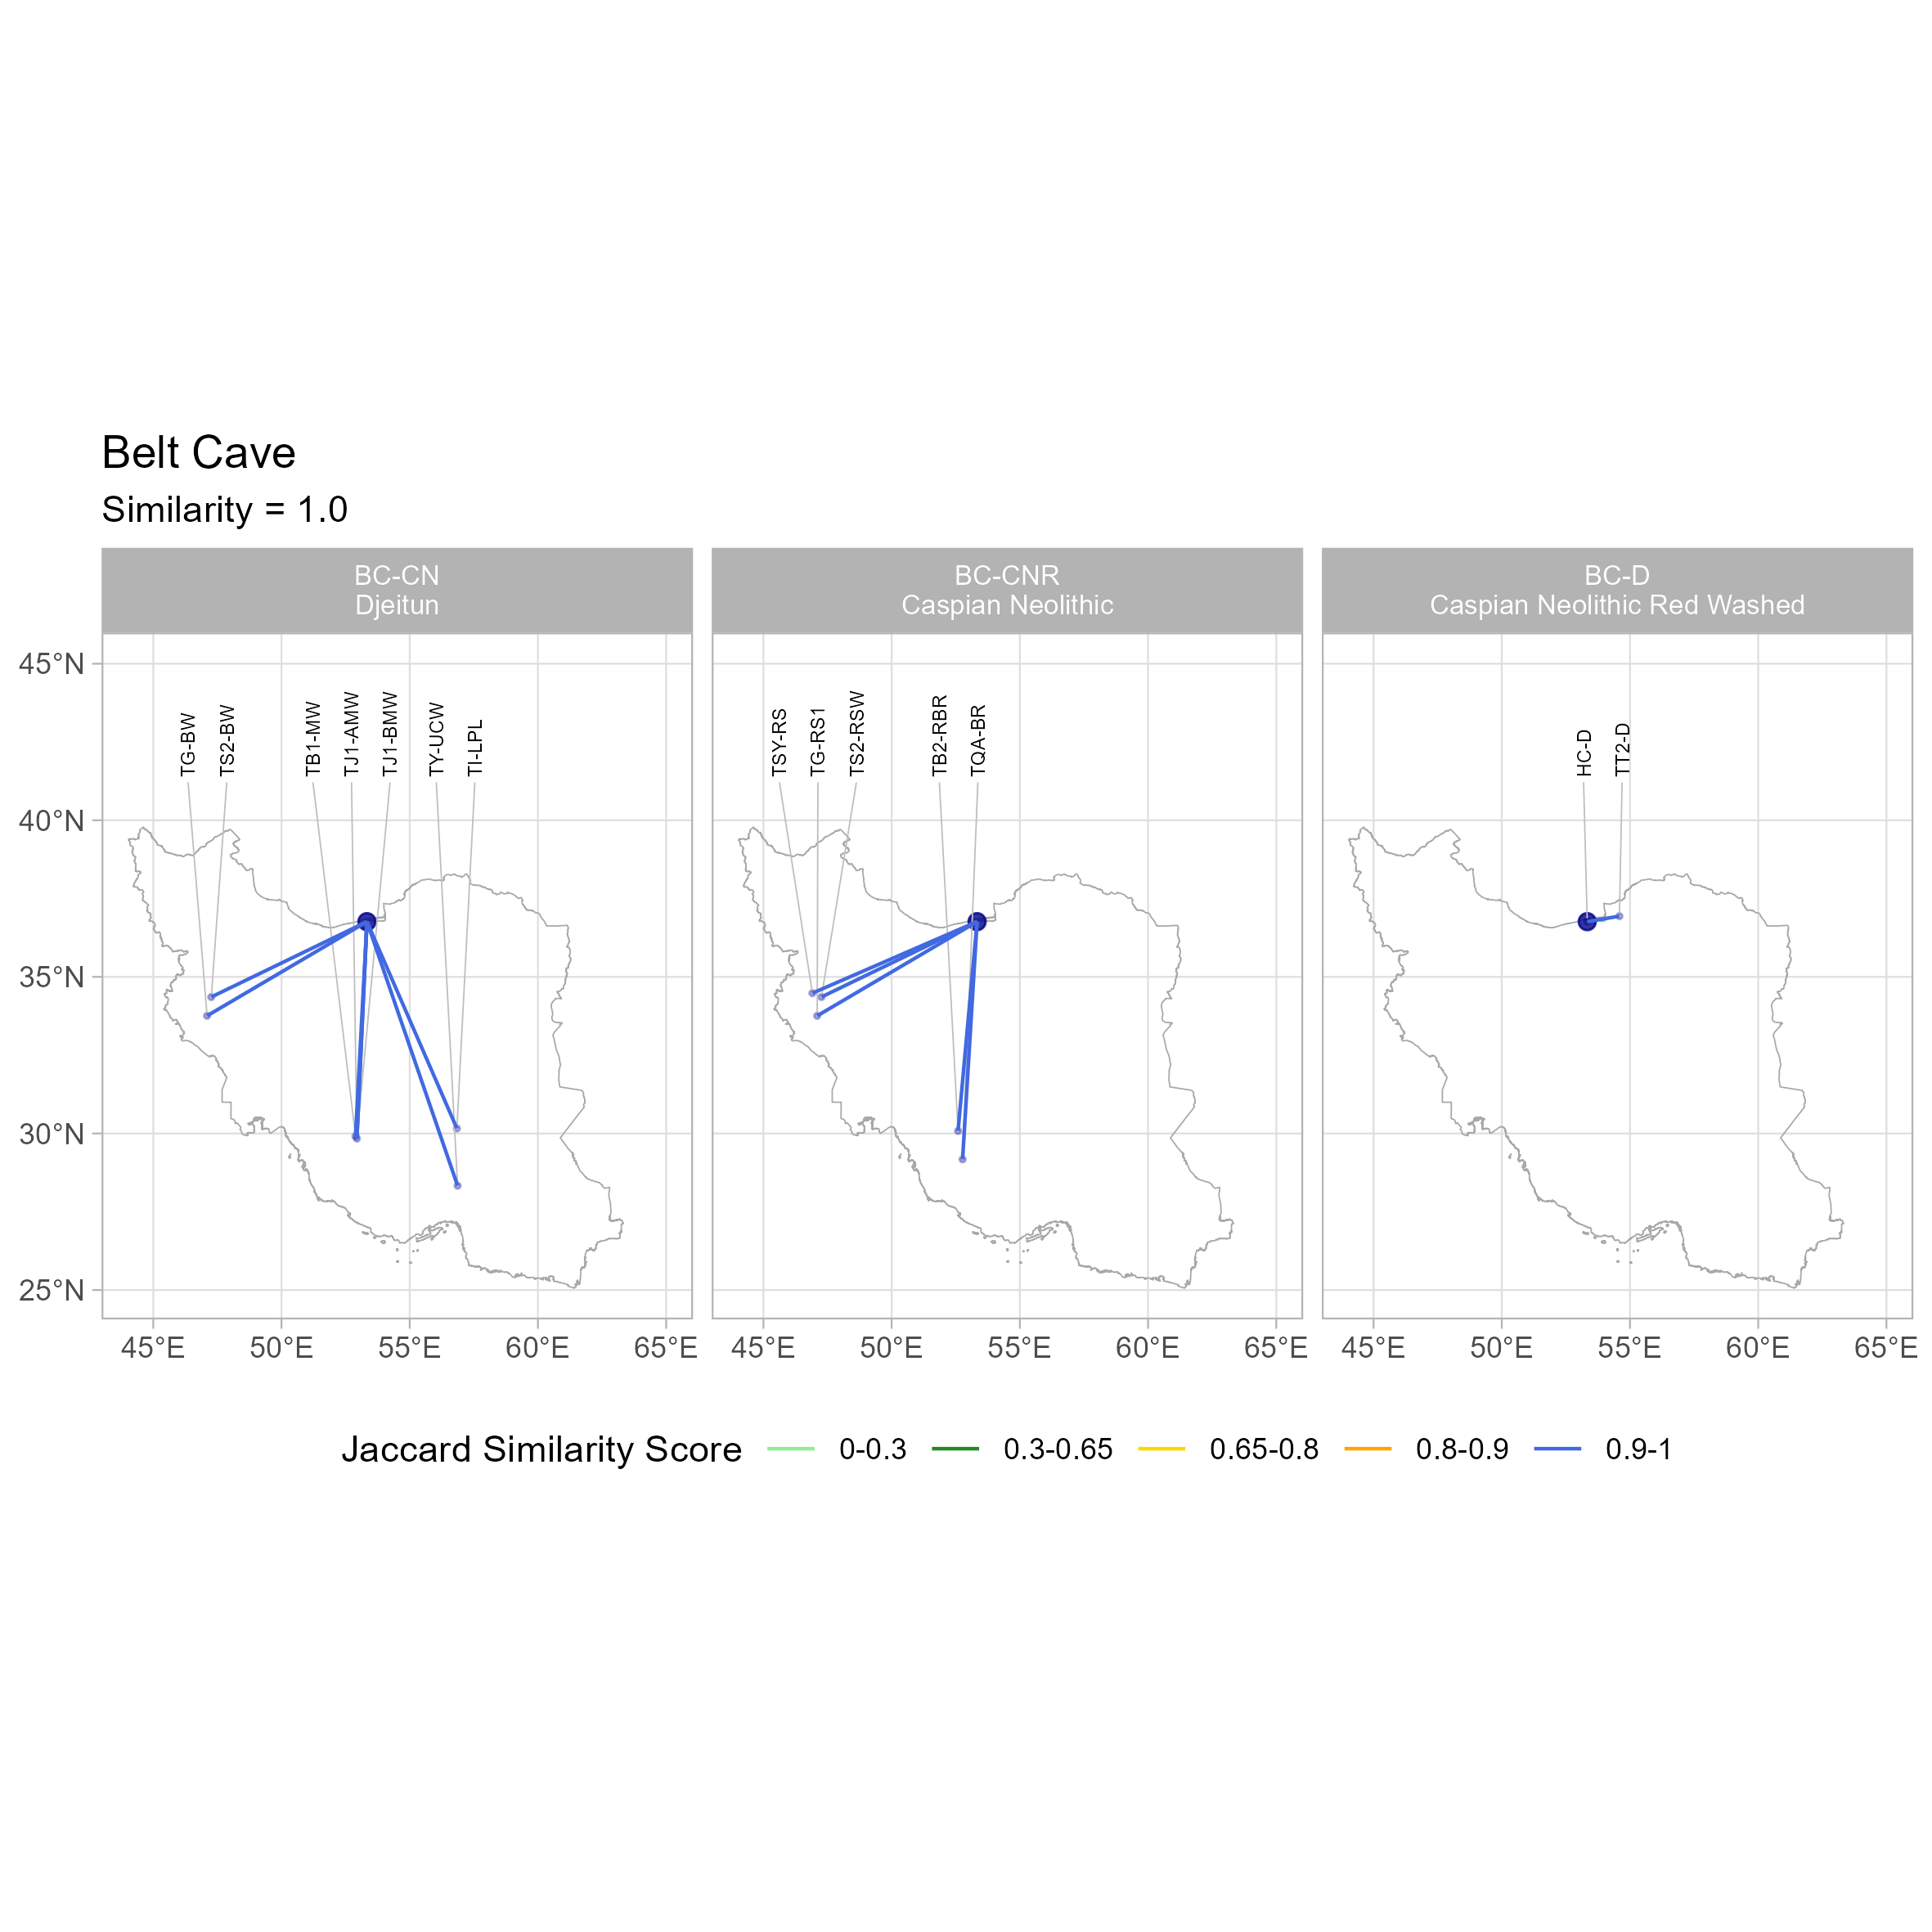 Belt Cave
Similarity = 1.0
BC-CN
Djeitun
BC-CNR
Caspian Neolithic
BC-D
Caspian Neolithic Red Washed
45°N
40°N
35°N
30°N
25°N
TG-BW
TS2-BW
TB1-MW
TJ1-AMW
TJ1-BMW
TY-UCW
TI-LPL
TSY-RS
TG-RS1
TS2-RSW
TB2-RBR
TQA-BR
HC-D
TT2-D
45°E 50°E 55°E 60°E 65°E
45°E 50°E 55°E 60°E 65°E
45°E 50°E 55°E 60°E 65°E
Jaccard Similarity Score 0-0.3 0.3-0.65 0.65-0.8 0.8-0.9 0.9-1